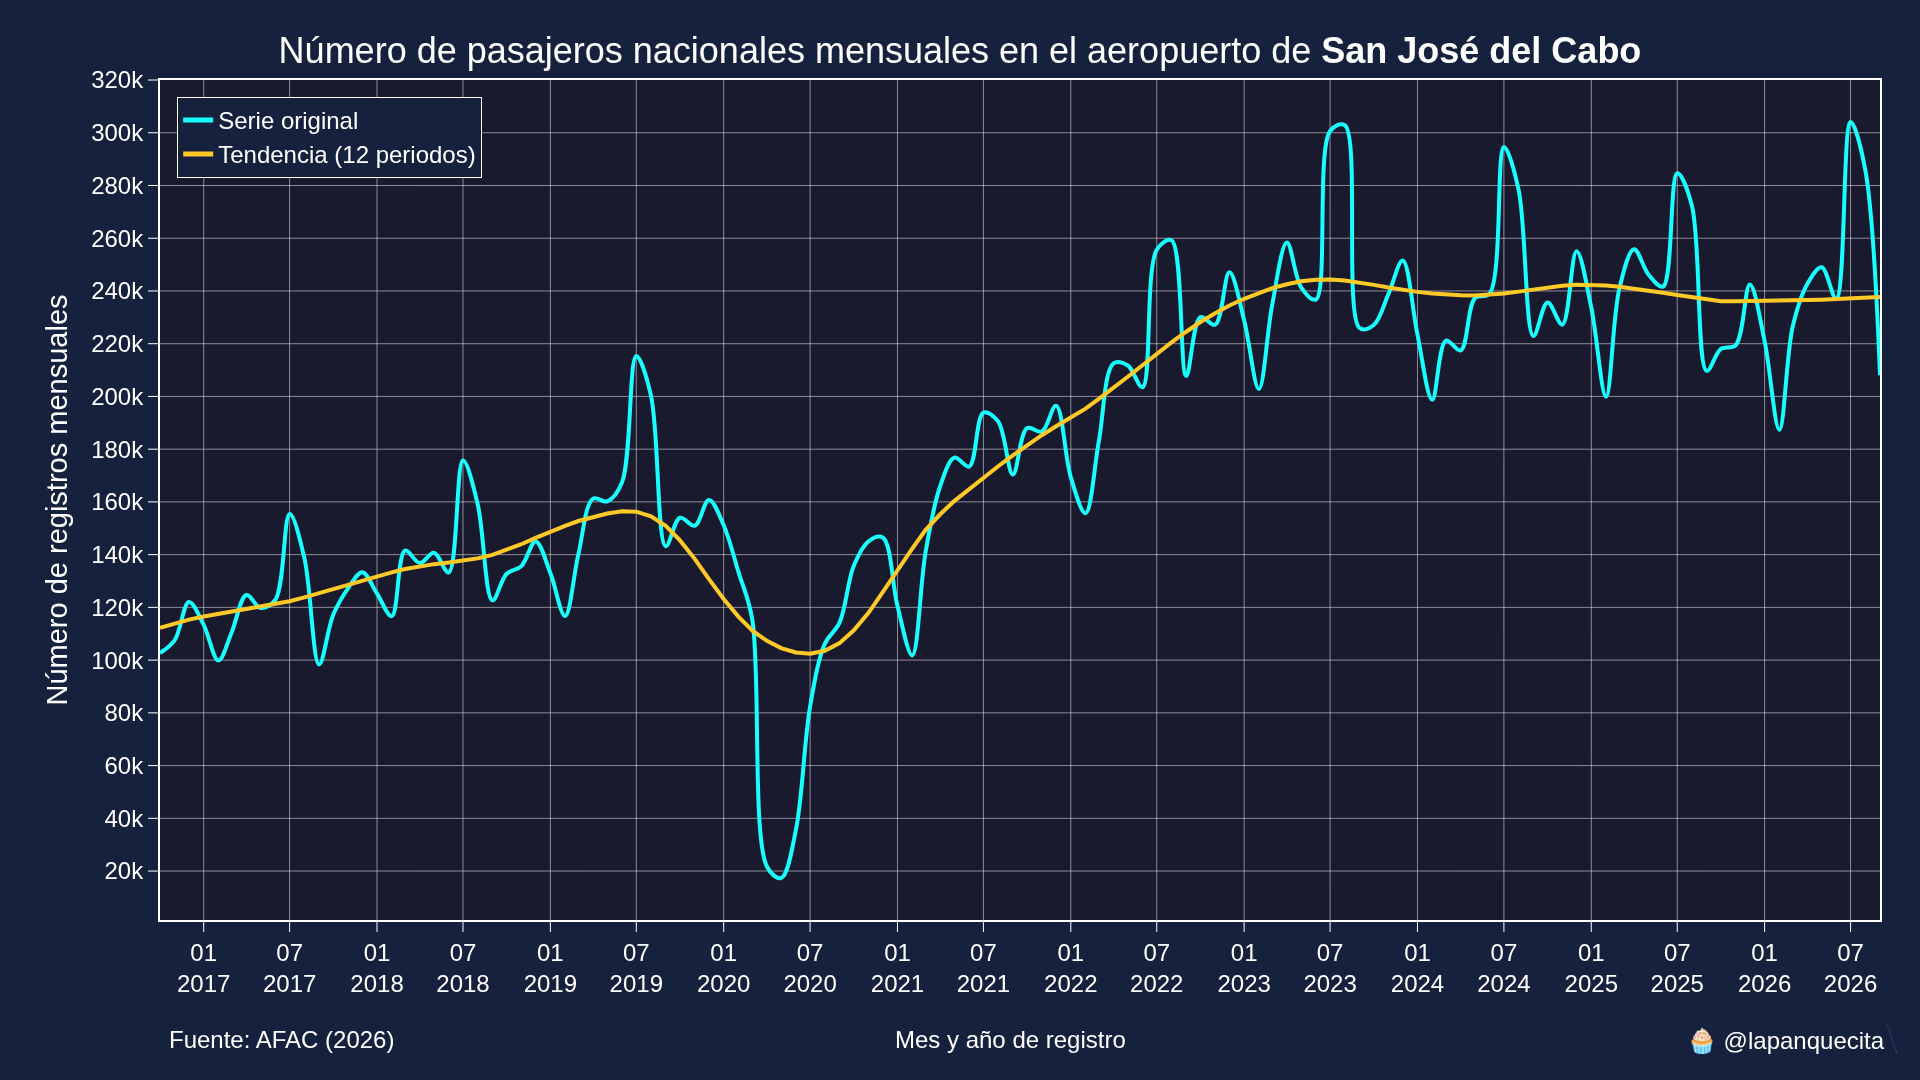 Número de pasajeros nacionales mensuales en el aeropuerto de San José del Cabo
Serie original
Tendencia (12 periodos)
Número de registros mensuales
320k
300k
280k
260k
240k
220k
200k
180k
160k
140k
120k
100k
80k
60k
40k
20k
01 07 01 07 01 07 01 07 01 07 01 07 01 07 01 07 01 07 01 07
2017 2017 2018 2018 2019 2019 2020 2020 2021 2021 2022 2022 2023 2023 2024 2024 2025 2025 2026 2026
Fuente: AFAC (2026)
Mes y año de registro
🧁 @lapanquecita